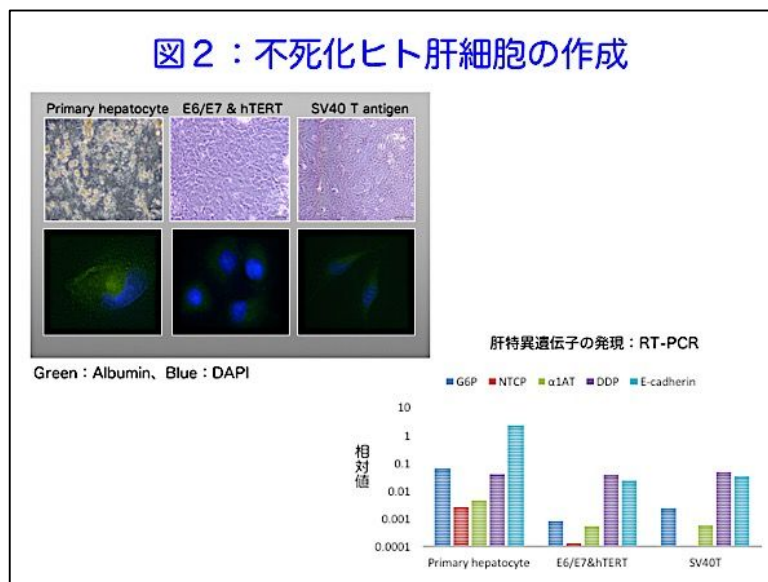 図２：不死化ヒト肝細胞の作成
Primary hepatocyte E6/E7 & hTERT SV40 T antigen
Green：Albumin、Blue：DAPI
肝特異遺伝子の発現：RT-PCR
G6P NTCP α1AT DDP E-cadherin
相対値
10
1
0.1
0.01
0.001
0.0001
Primary hepatocyte E6/E7&hTERT SV40T